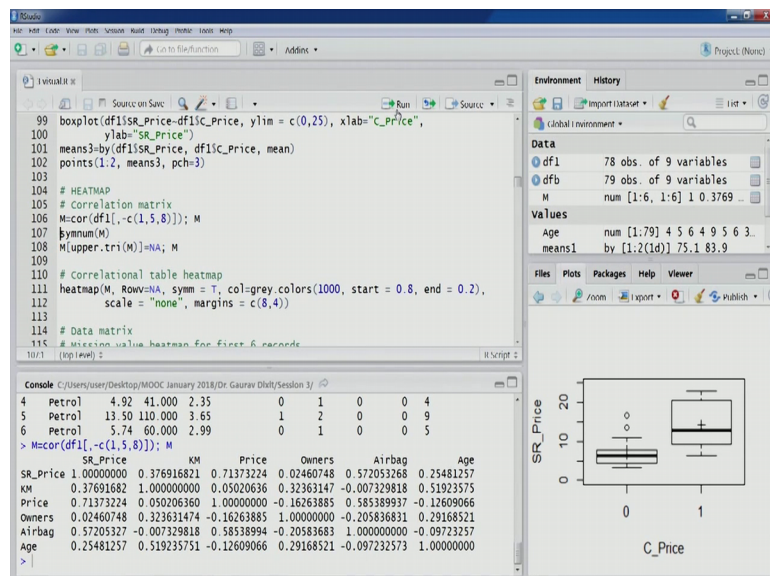 RStudio
File Edit Code View Plots Session Build Debug Profile Tools Help
Go to file/function
Addins
Project: (None)
1 visual.R
Source on Save
Run
Source
99 boxplot(df1$SR_Price~df1$C_Price, ylim = c(0,25), xlab="C_Price",
100 ylab="SR_Price")
101 means3=by(df1$SR_Price, df1$C_Price, mean)
102 points(1:2, means3, pch=3)
103
104 # HEATMAP
105 # Correlation matrix
106 M=cor(df1[,-c(1,5,8)]); M
107 symnum(M)
108 M[upper.tri(M)]=NA; M
109
110 # Correlational table heatmap
111 heatmap(M, Rowv=NA, symm = T, col=grey.colors(1000, start = 0.8, end = 0.2),
112 scale = "none", margins = c(8,4))
113
114 # Data matrix
115 # Missing value heatmap for first 6 records
107:1 (Top Level) R Script
Console C:/Users/user/Desktop/MOOC January 2018/Dr. Gaurav Dixit/Session 3/
4 Petrol 4.92 41.000 2.35 0 1 0 0 4
5 Petrol 13.50 110.000 3.65 1 2 0 0 9
6 Petrol 5.74 60.000 2.99 0 1 0 0 5
> M=cor(df1[,-c(1,5,8)]); M
SR_Price KM Price Owners Airbag Age
SR_Price 1.00000000 0.376916821 0.71373224 0.02460748 0.572053268 0.25481257
KM 0.37691682 1.000000000 0.05020636 0.32363147 -0.007329818 0.51923575
Price 0.71373224 0.050206360 1.00000000 -0.16263885 0.585389937 -0.12609066
Owners 0.02460748 0.323631474 -0.16263885 1.00000000 -0.205836831 0.29168521
Airbag 0.57205327 -0.007329818 0.58538994 -0.20583683 1.000000000 -0.09723257
Age 0.25481257 0.519235751 -0.12609066 0.29168521 -0.097232573 1.00000000
>
Environment History
Import Dataset List
Global Environment
Data
df1 78 obs. of 9 variables
dfb 79 obs. of 9 variables
M num [1:6, 1:6] 1 0.3769 ..
Values
Age num [1:79] 4 5 6 4 9 5 6 3..
means1 by [1:2(1d)] 75.1 83.9
Files Plots Packages Help Viewer
Zoom Export Publish
SR_Price
0 10 20
0 1
C_Price